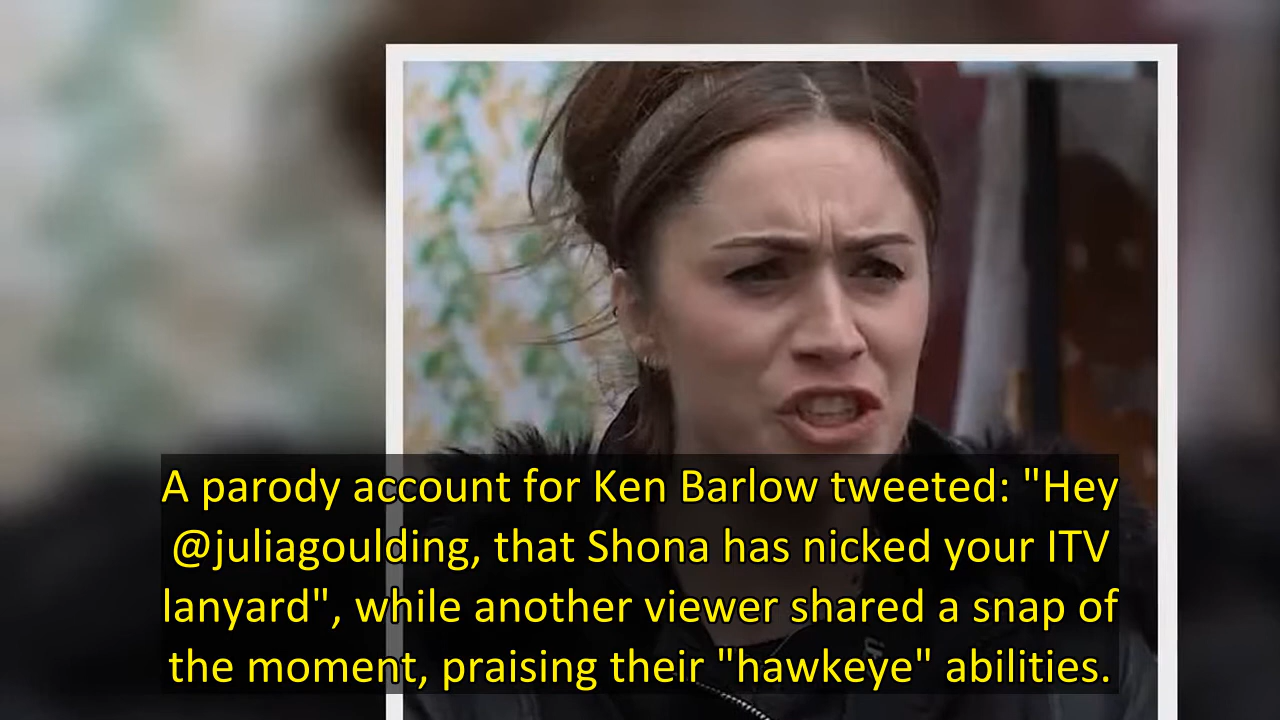 A parody account for Ken Barlow tweeted: "Hey
@juliagoulding, that Shona has nicked your ITV
lanyard", while another viewer shared a snap of
the moment, praising their "hawkeye" abilities.